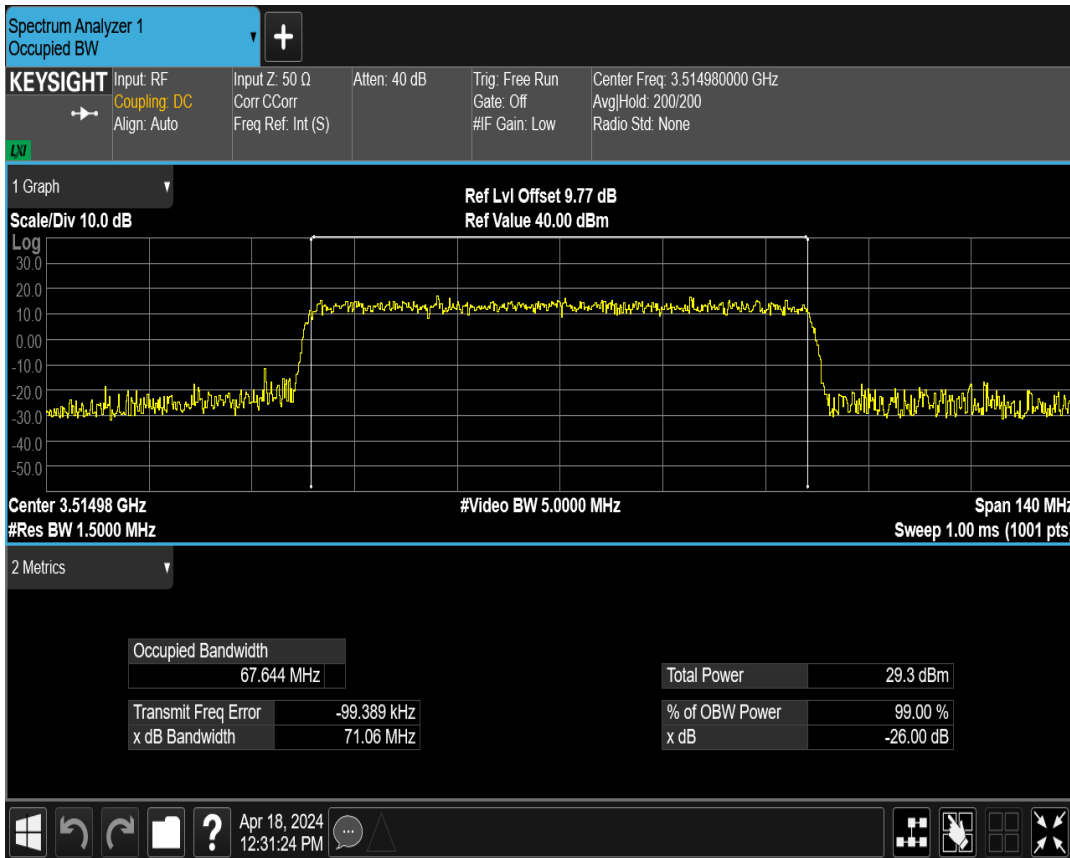 Spectrum Analyzer 1
Occupied BW
+
KEYSIGHT
LXI
Input: RF
Coupling: DC
Align: Auto
Input Z: 50 Ω
Corr CCorr
Freq Ref: Int (S)
Atten: 40 dB
Trig: Free Run
Gate: Off
#IF Gain: Low
Center Freq: 3.514980000 GHz
Avg|Hold: 200/200
Radio Std: None
1 Graph
Ref Lvl Offset 9.77 dB
Scale/Div 10.0 dB
Ref Value 40.00 dBm
Log
30.0
20.0
10.0
0.00
-10.0
-20.0
-30.0
-40.0
-50.0
Center 3.51498 GHz
#Video BW 5.0000 MHz
Span 140 MHz
#Res BW 1.5000 MHz
Sweep 1.00 ms (1001 pts)
2 Metrics
Occupied Bandwidth
67.644 MHz
Total Power 29.3 dBm
Transmit Freq Error -99.389 kHz
% of OBW Power 99.00 %
x dB Bandwidth 71.06 MHz
x dB -26.00 dB
?
Apr 18, 2024
12:31:24 PM